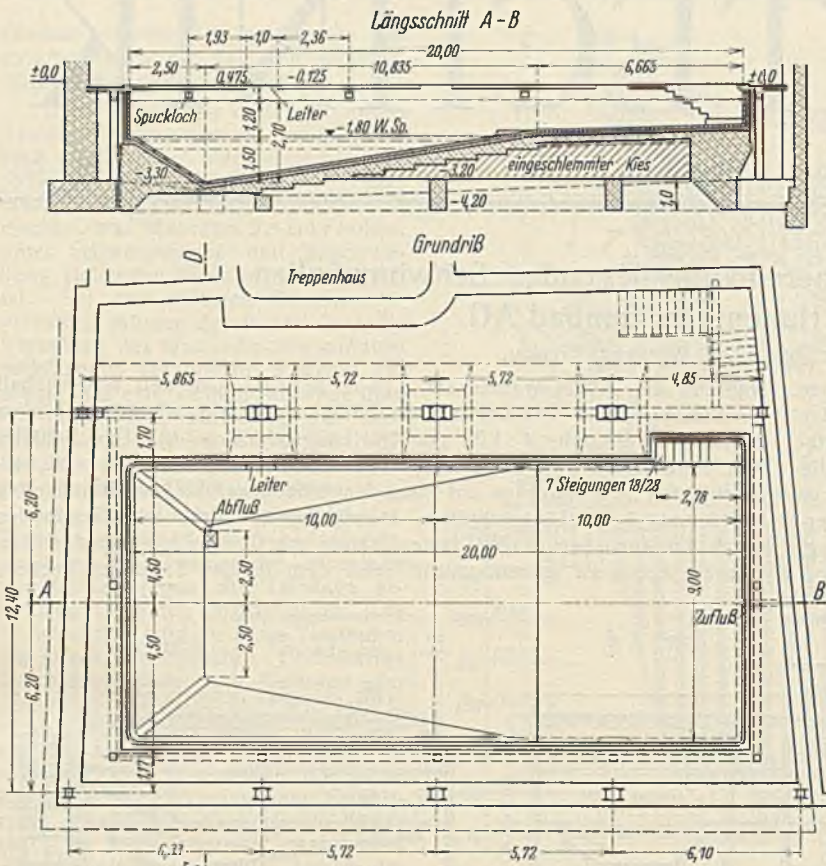 Längsschnitt A-B
1,93 1,0 2,36
20,00
±0,0 2,50 0,475 -0,125 10,835 6,665 ±0,0
Spuckloch Leiter 1,20 2,70 -1,80 W.Sp.
1,50
-3,30 -3,20 eingeschlemmter Kies
-4,20 1,0
Grundriß
D
Treppenhaus
5,865 5,72 5,72 4,85
1,70
6,20
Leiter 7 Steigungen 18/28
Abfluß 2,78
10,00 10,00
20,00
4,50 2,50 9,00
A B
12,40 Zufluß
4,50 2,50
6,20
1,17
5,72 5,72 6,10